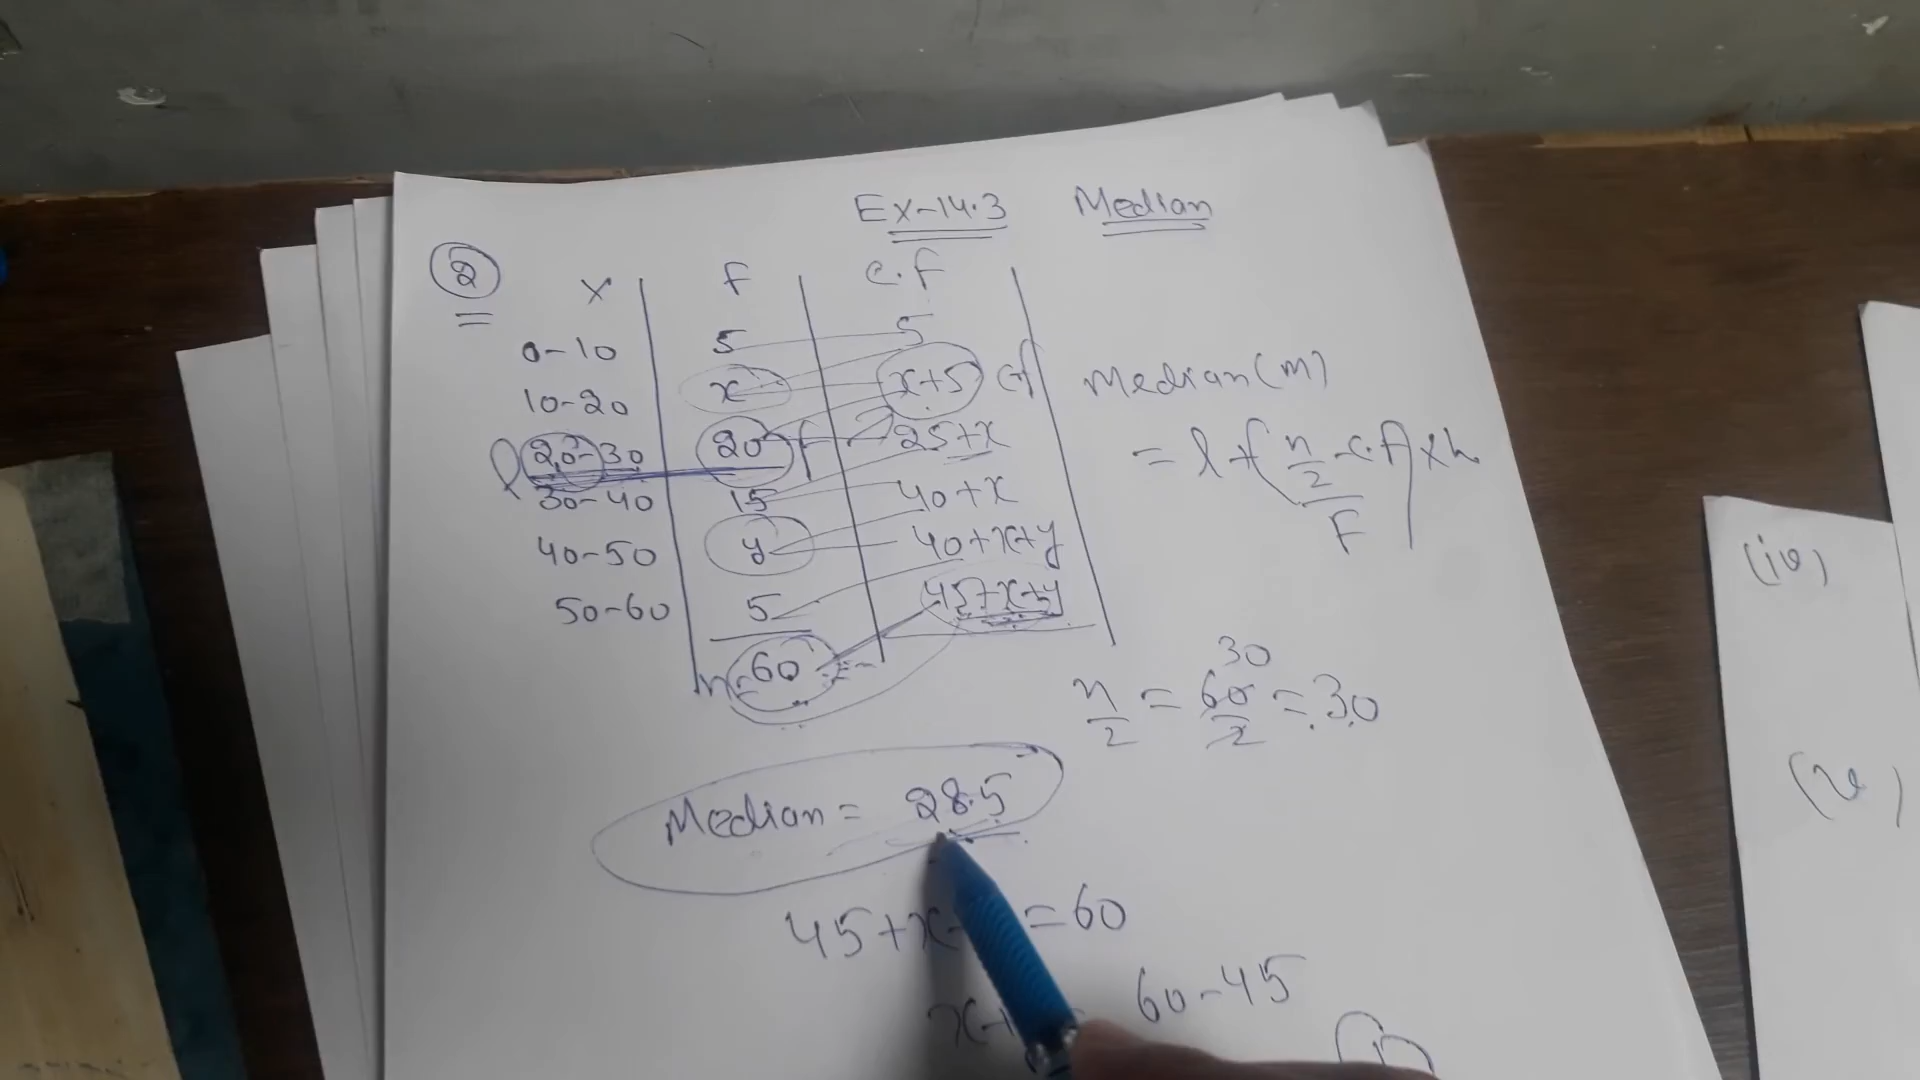 Ex-14.3 Median
2
x F C.F
0-10 5 5
10-20 x x+5 cf
l 20-30 20 f 25+x
30-40 15 40+x
40-50 y 40+x+y
50-60 5 45+x+y
n=60
Median(m)
= l+(n/2-c.f/F)xh
30
n/2 = 60/2 = 30
Median = 28.5
45+x =60
x+ 60-45
(iv)
(v)